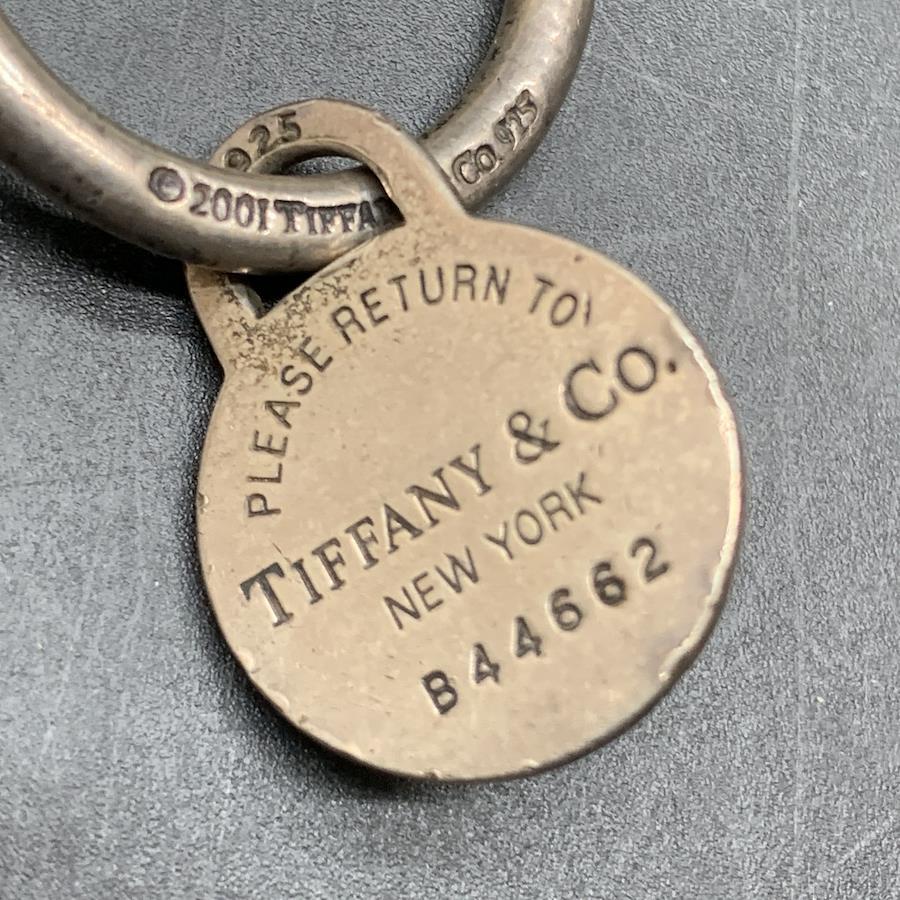 925
©2001 TIFFA
Co. 925
PLEASE RETURN TO
TIFFANY & CO.
NEW YORK
B44662